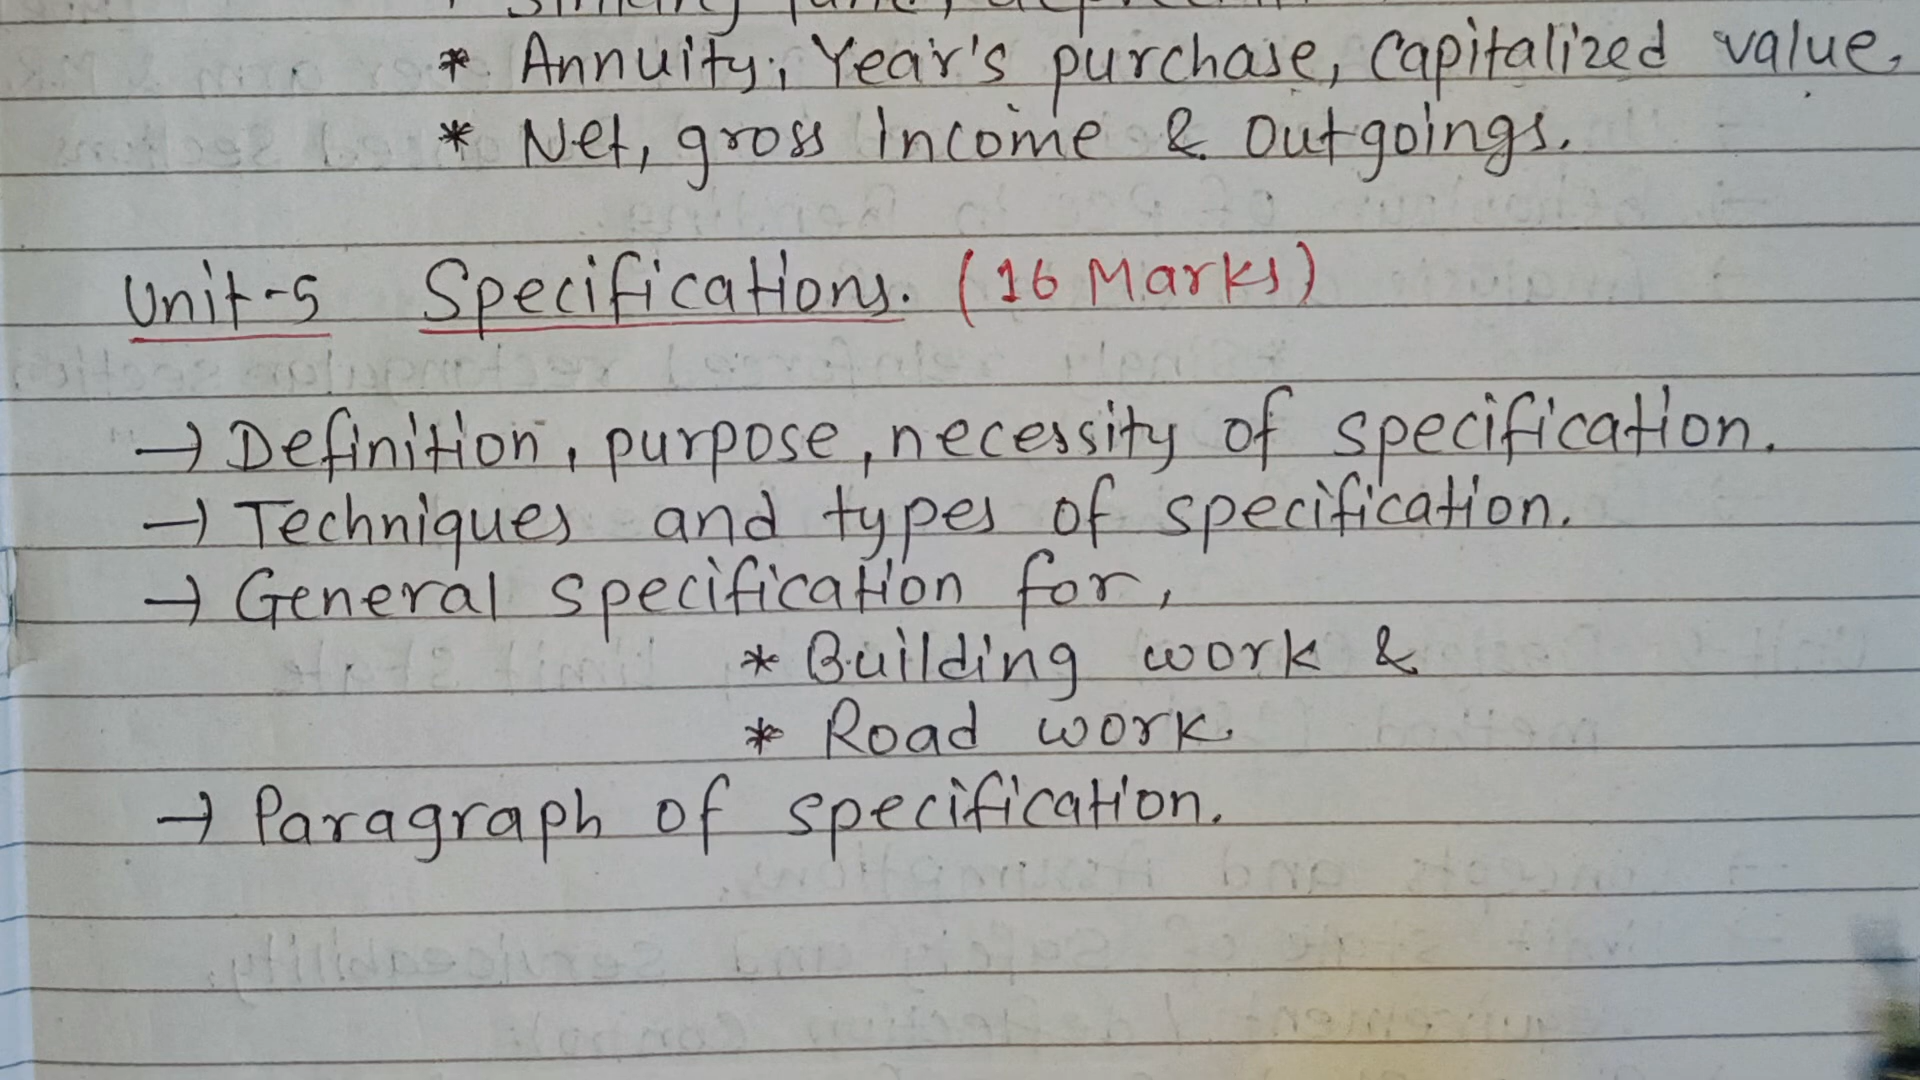 * Annuity, Year's purchase, Capitalized value.
* Net, gross income & outgoings.
Unit-5 Specifications. (16 Marks)
→ Definition, purpose, necessity of specification.
→ Techniques and types of specification.
→ General specification for,
* Building work &
* Road work.
→ Paragraph of specification.